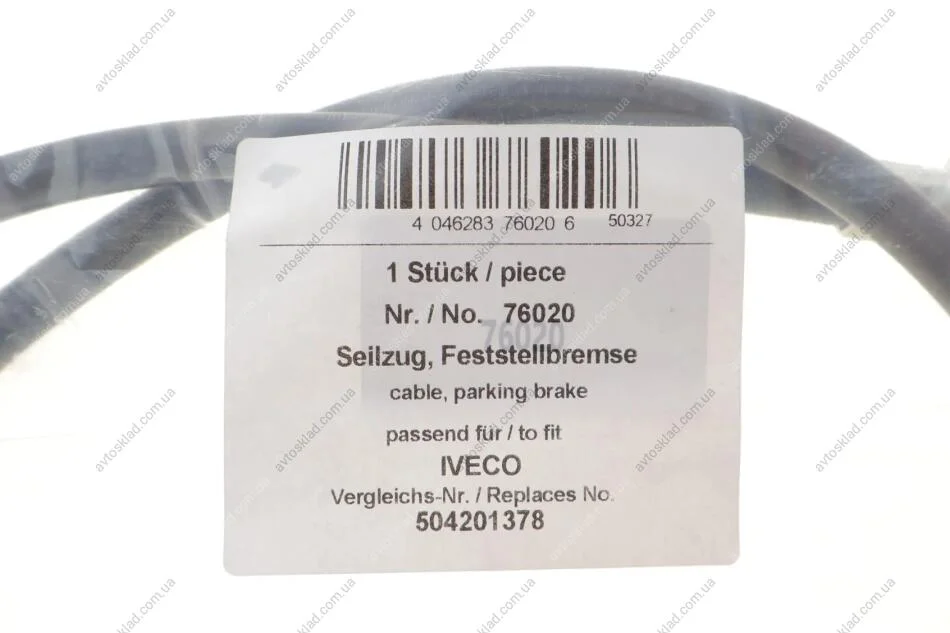 4 046283 76020 6 50327
1 Stück / piece
Nr. / No. 76020
76020
Seilzug, Feststellbremse
cable, parking brake
passend für / to fit
IVECO
Vergleichs-Nr. / Replaces No.
504201378
avtosklad.com.ua